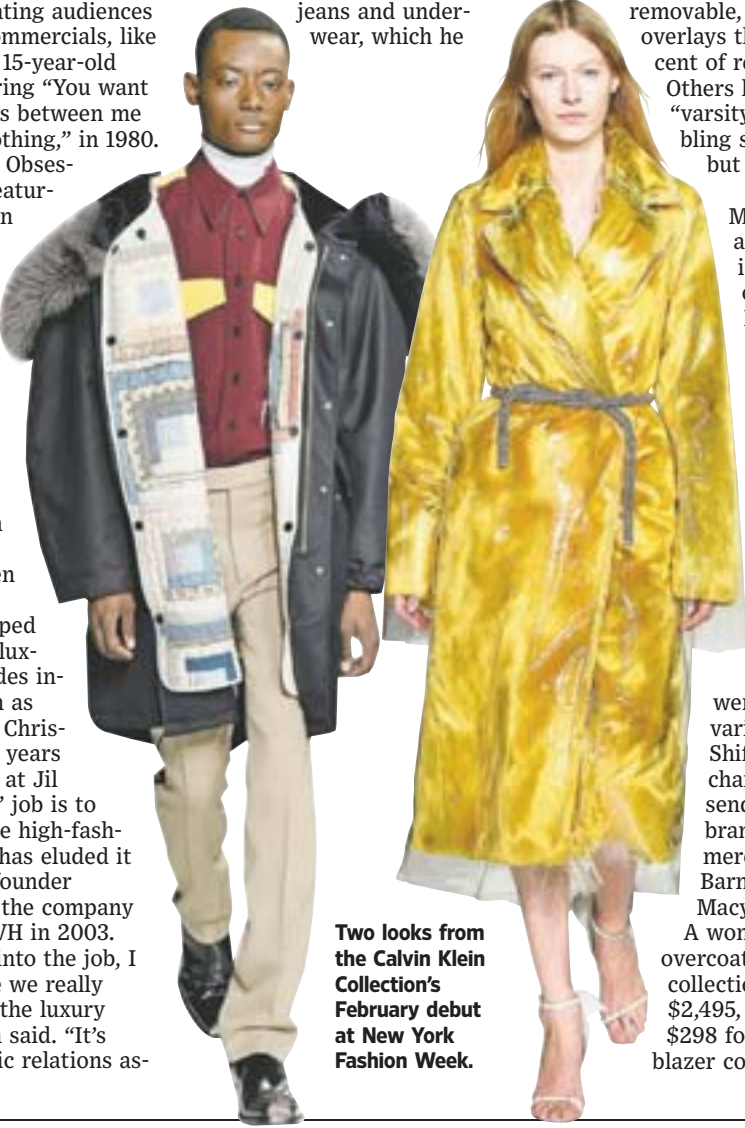 ating audiences
ommercials, like
15-year-old
ring “You want
s between me
othing,” in 1980.
Obses-
eatur-
n
en
ped
lux-
des in-
n as
Chris-
years
at Jil
” job is to
e high-fash-
has eluded it
founder
the company
VH in 2003.
into the job, I
e we really
the luxury
n said. “It’s
ic relations as-
jeans and under-
wear, which he
Two looks from
the Calvin Klein
Collection’s
February debut
at New York
Fashion Week.
removable,
overlays th
cent of re
Others h
“varsity
bling s
but
M
a
i
wer
vari
Shif
char
send
bran
merc
Barn
Macy
A wom
overcoat
collectio
$2,495,
$298 fo
blazer co